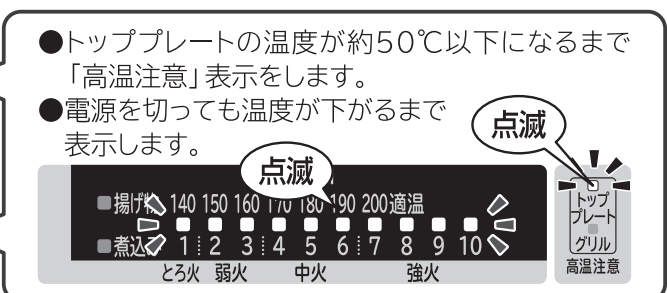 ●トッププレートの温度が約50℃以下になるまで
「高温注意」表示をします。
●電源を切っても温度が下がるまで
表示します。
点滅
点滅
揚げ物 140 150 160 170 180 190 200 適温
煮込み 1 2 3 4 5 6 7 8 9 10
とろ火 弱火 中火 強火
トップ
プレート
グリル
高温注意